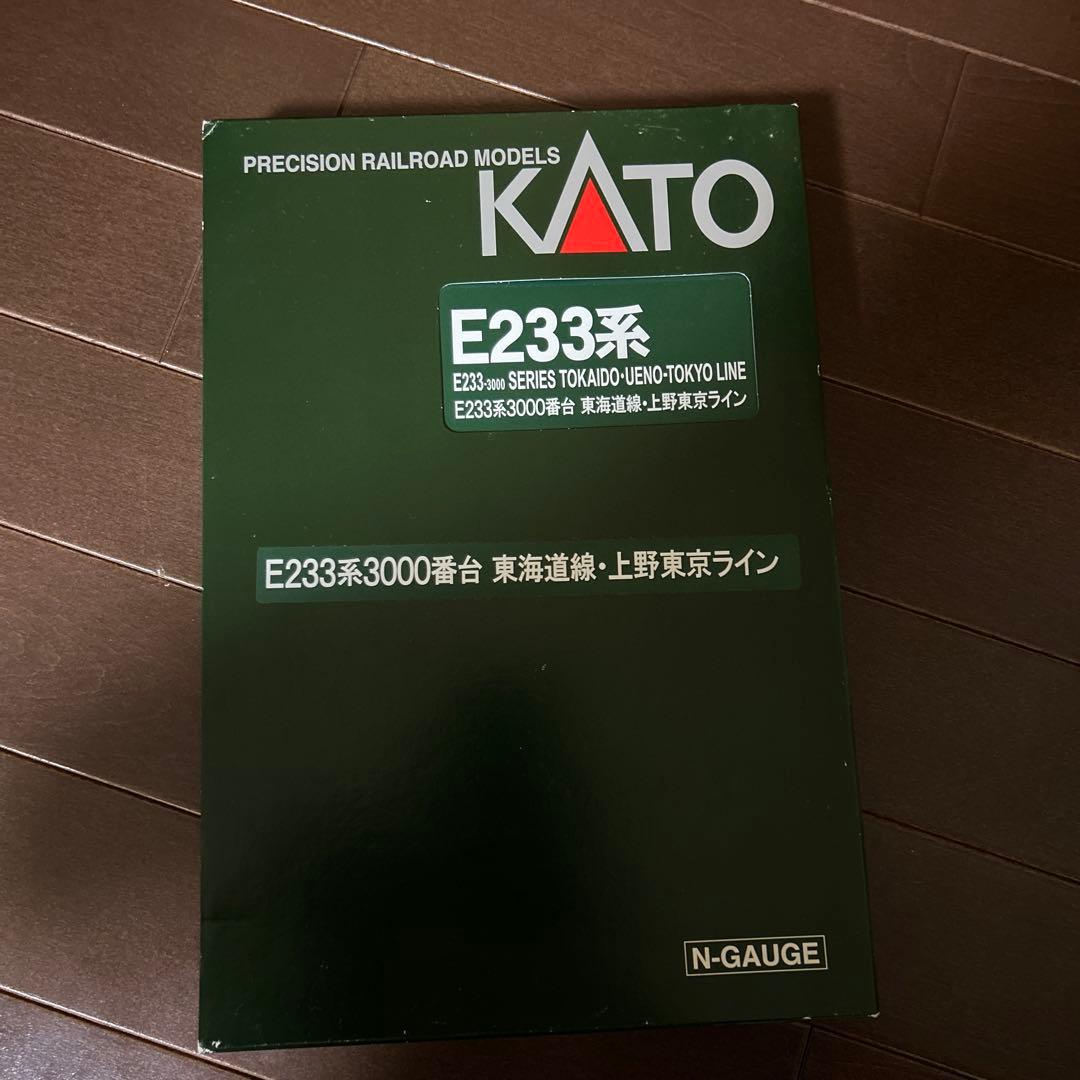 PRECISION RAILROAD MODELS
KATO
E233系
E233-3000 SERIES TOKAIDO・UENO-TOKYO LINE
E233系3000番台 東海道線・上野東京ライン
E233系3000番台 東海道線・上野東京ライン
N-GAUGE